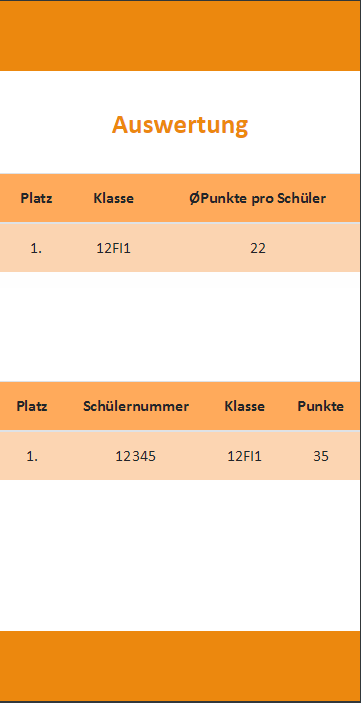 Auswertung
Platz Klasse ØPunkte pro Schüler
1. 12FI1 22
Platz Schülernummer Klasse Punkte
1. 12345 12FI1 35